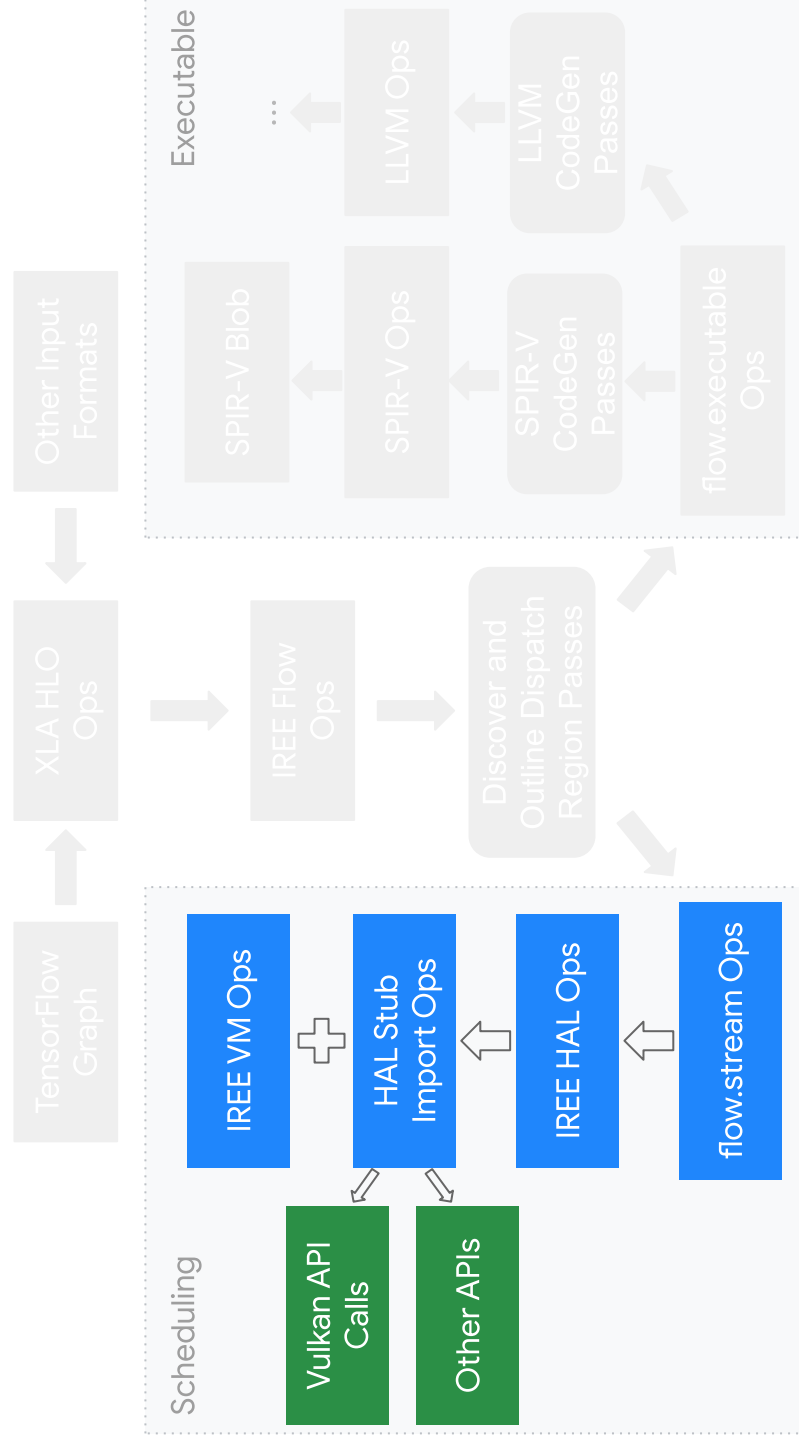 TensorFlow
Graph
XLA HLO
Ops
Other Input
Formats
IREE Flow
Ops
Discover and
Outline Dispatch
Region Passes
Scheduling
Vulkan API
Calls
Other APIs
IREE VM Ops
HAL Stub
Import Ops
IREE HAL Ops
flow.stream Ops
Executable
SPIR-V Blob
SPIR-V Ops
SPIR-V
CodeGen
Passes
flow.executable
Ops
...
LLVM Ops
LLVM
CodeGen
Passes